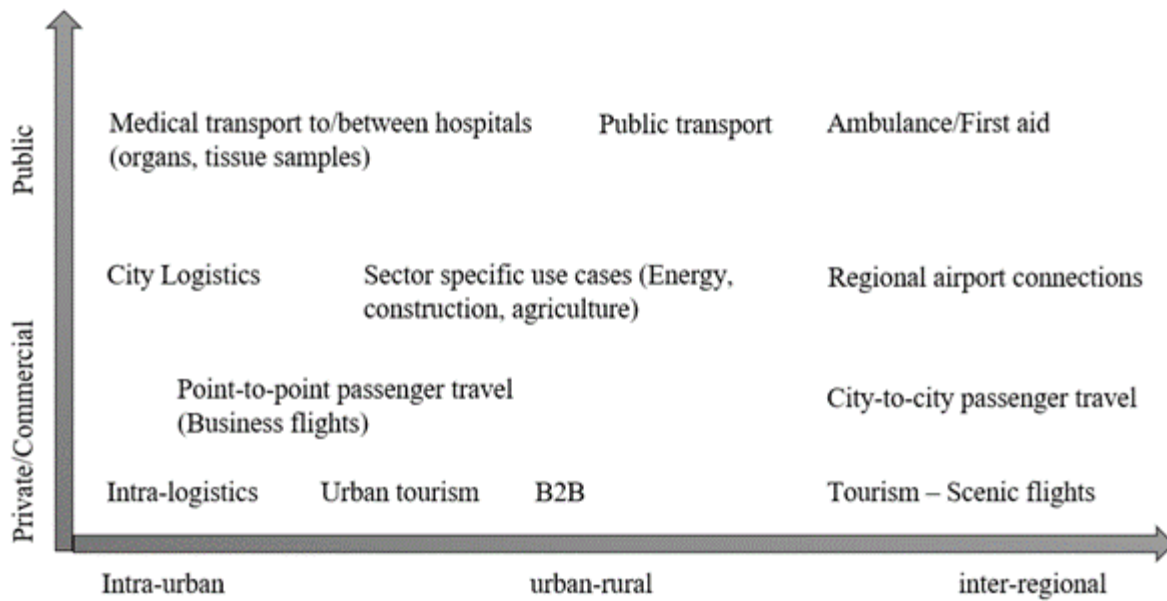 Public
Medical transport to/between hospitals
(organs, tissue samples)
Public transport
Ambulance/First aid
City Logistics
Sector specific use cases (Energy,
construction, agriculture)
Regional airport connections
Private/Commercial
Point-to-point passenger travel
(Business flights)
City-to-city passenger travel
Intra-logistics
Urban tourism
B2B
Tourism – Scenic flights
Intra-urban
urban-rural
inter-regional